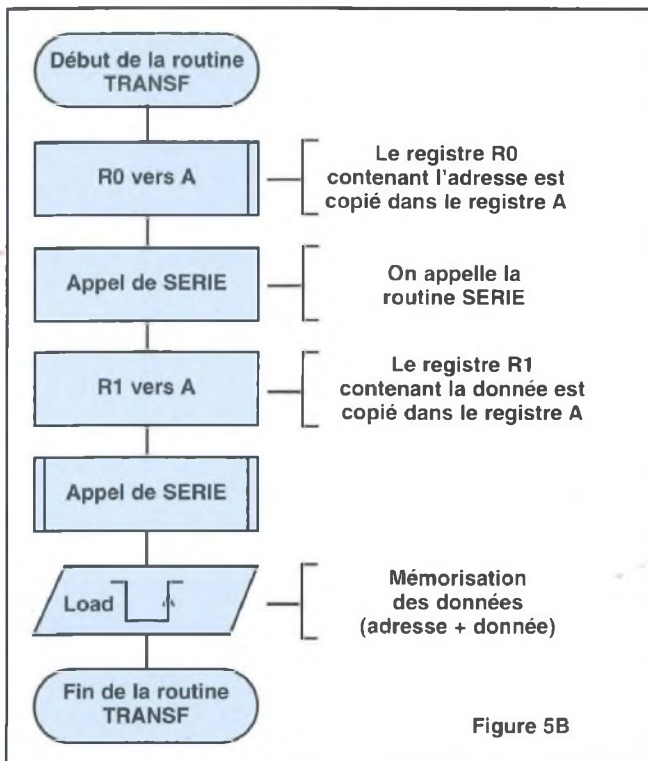 Début de la routine
TRANSF
R0 vers A
Le registre R0
contenant l'adresse est
copié dans le registre A
Appel de SERIE
On appelle la
routine SERIE
R1 vers A
Le registre R1
contenant la donnée est
copié dans le registre A
Appel de SERIE
Load
Mémorisation
des données
(adresse + donnée)
Fin de la routine
TRANSF
Figure 5B